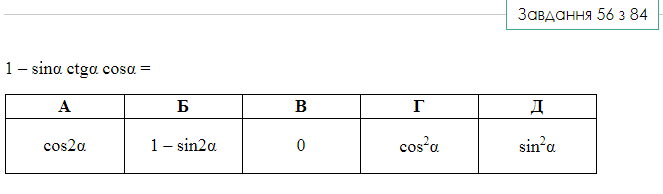 Завдання 56 з 84
1 – sinα ctgα cosα =
А Б В Г Д
cos2α 1 – sin2α 0 cos²α sin²α